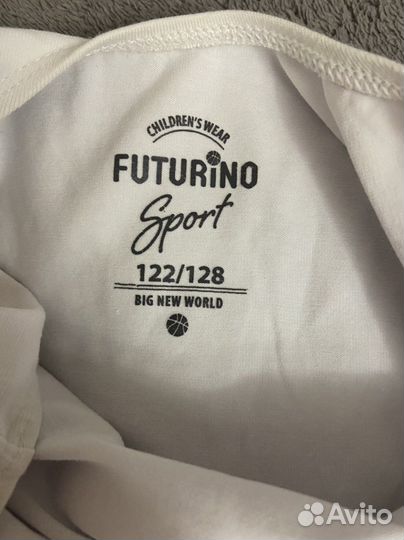 CHILDREN'S WEAR
FUTURiNO
Sport
122/128
BIG NEW WORLD
Avito